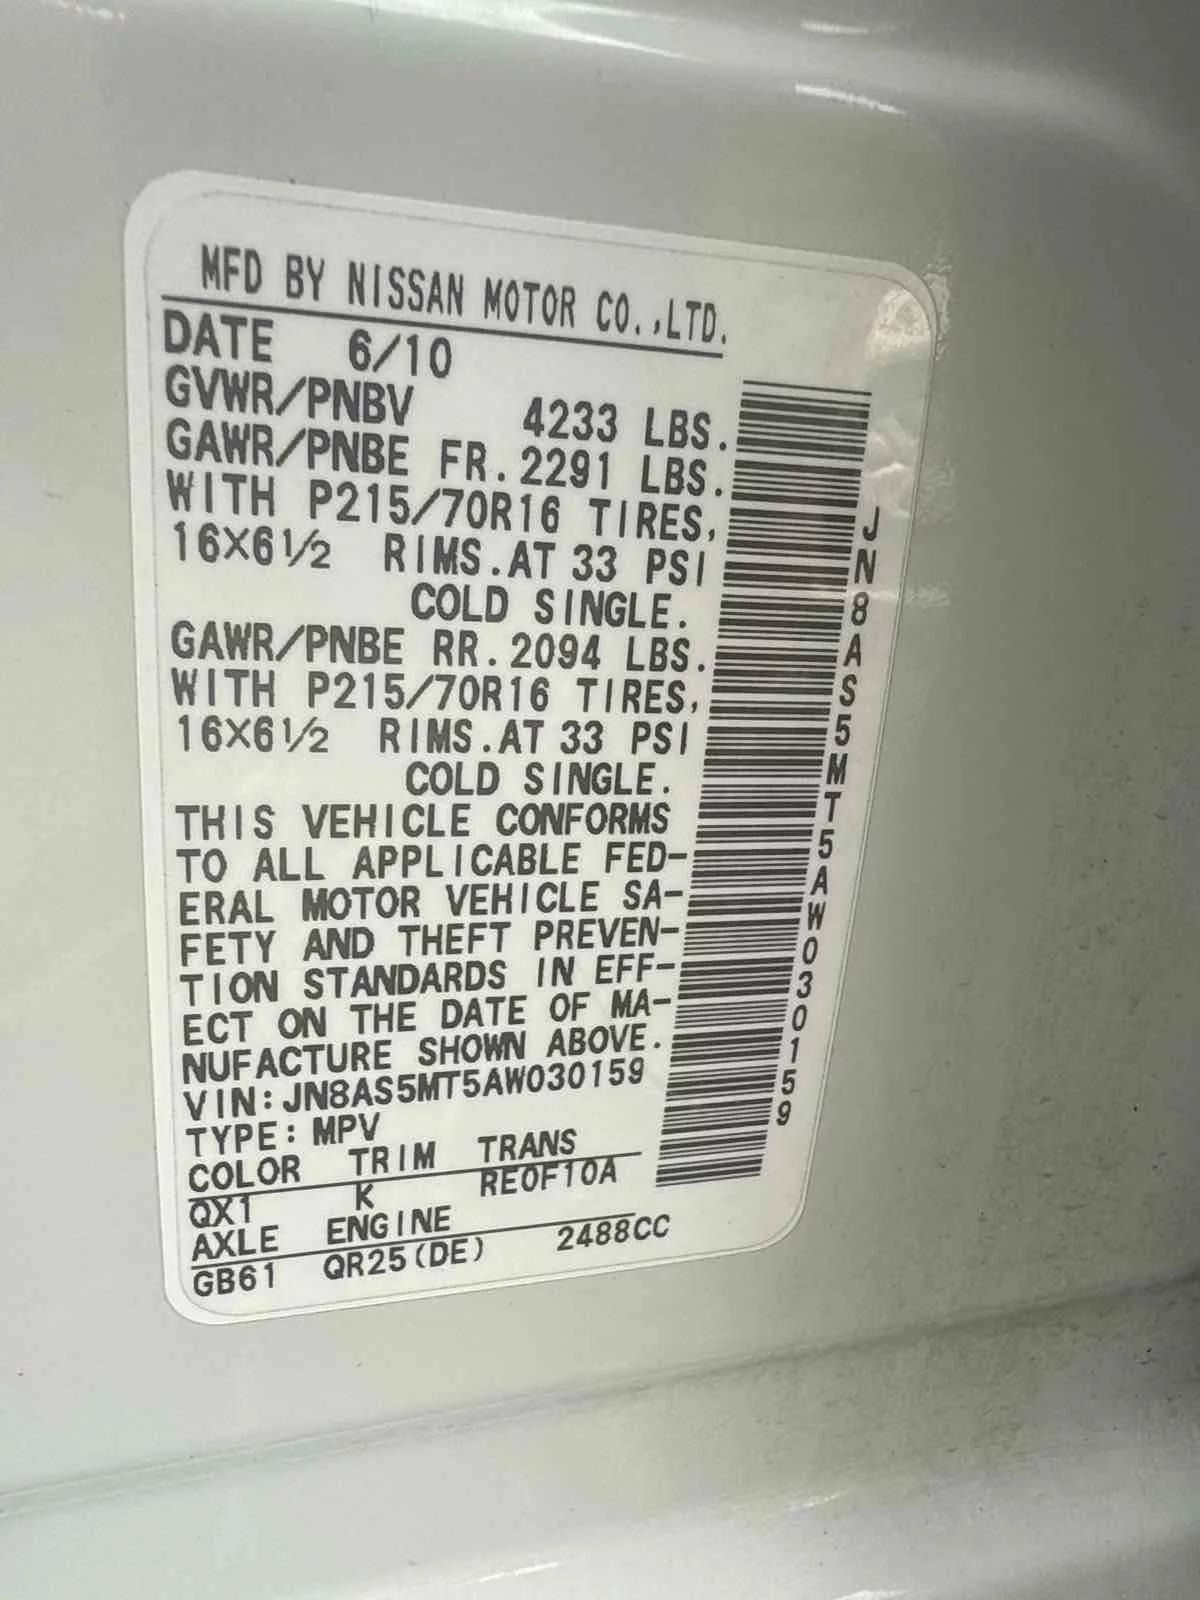 MFD BY NISSAN MOTOR CO.,LTD.
DATE 6/10
GVWR/PNBV 4233 LBS.
GAWR/PNBE FR.2291 LBS.
WITH P215/70R16 TIRES,
16X6 1/2 RIMS.AT 33 PSI
COLD SINGLE.
GAWR/PNBE RR.2094 LBS.
WITH P215/70R16 TIRES,
16X6 1/2 RIMS.AT 33 PSI
COLD SINGLE.
THIS VEHICLE CONFORMS
TO ALL APPLICABLE FED-
ERAL MOTOR VEHICLE SA-
FETY AND THEFT PREVEN-
TION STANDARDS IN EFF-
ECT ON THE DATE OF MA-
NUFACTURE SHOWN ABOVE.
VIN:JN8AS5MT5AW030159
TYPE:MPV
COLOR TRIM TRANS
QX1 K RE0F10A
AXLE ENGINE
GB61 QR25(DE) 2488CC
JN8AS5MT5AW030159